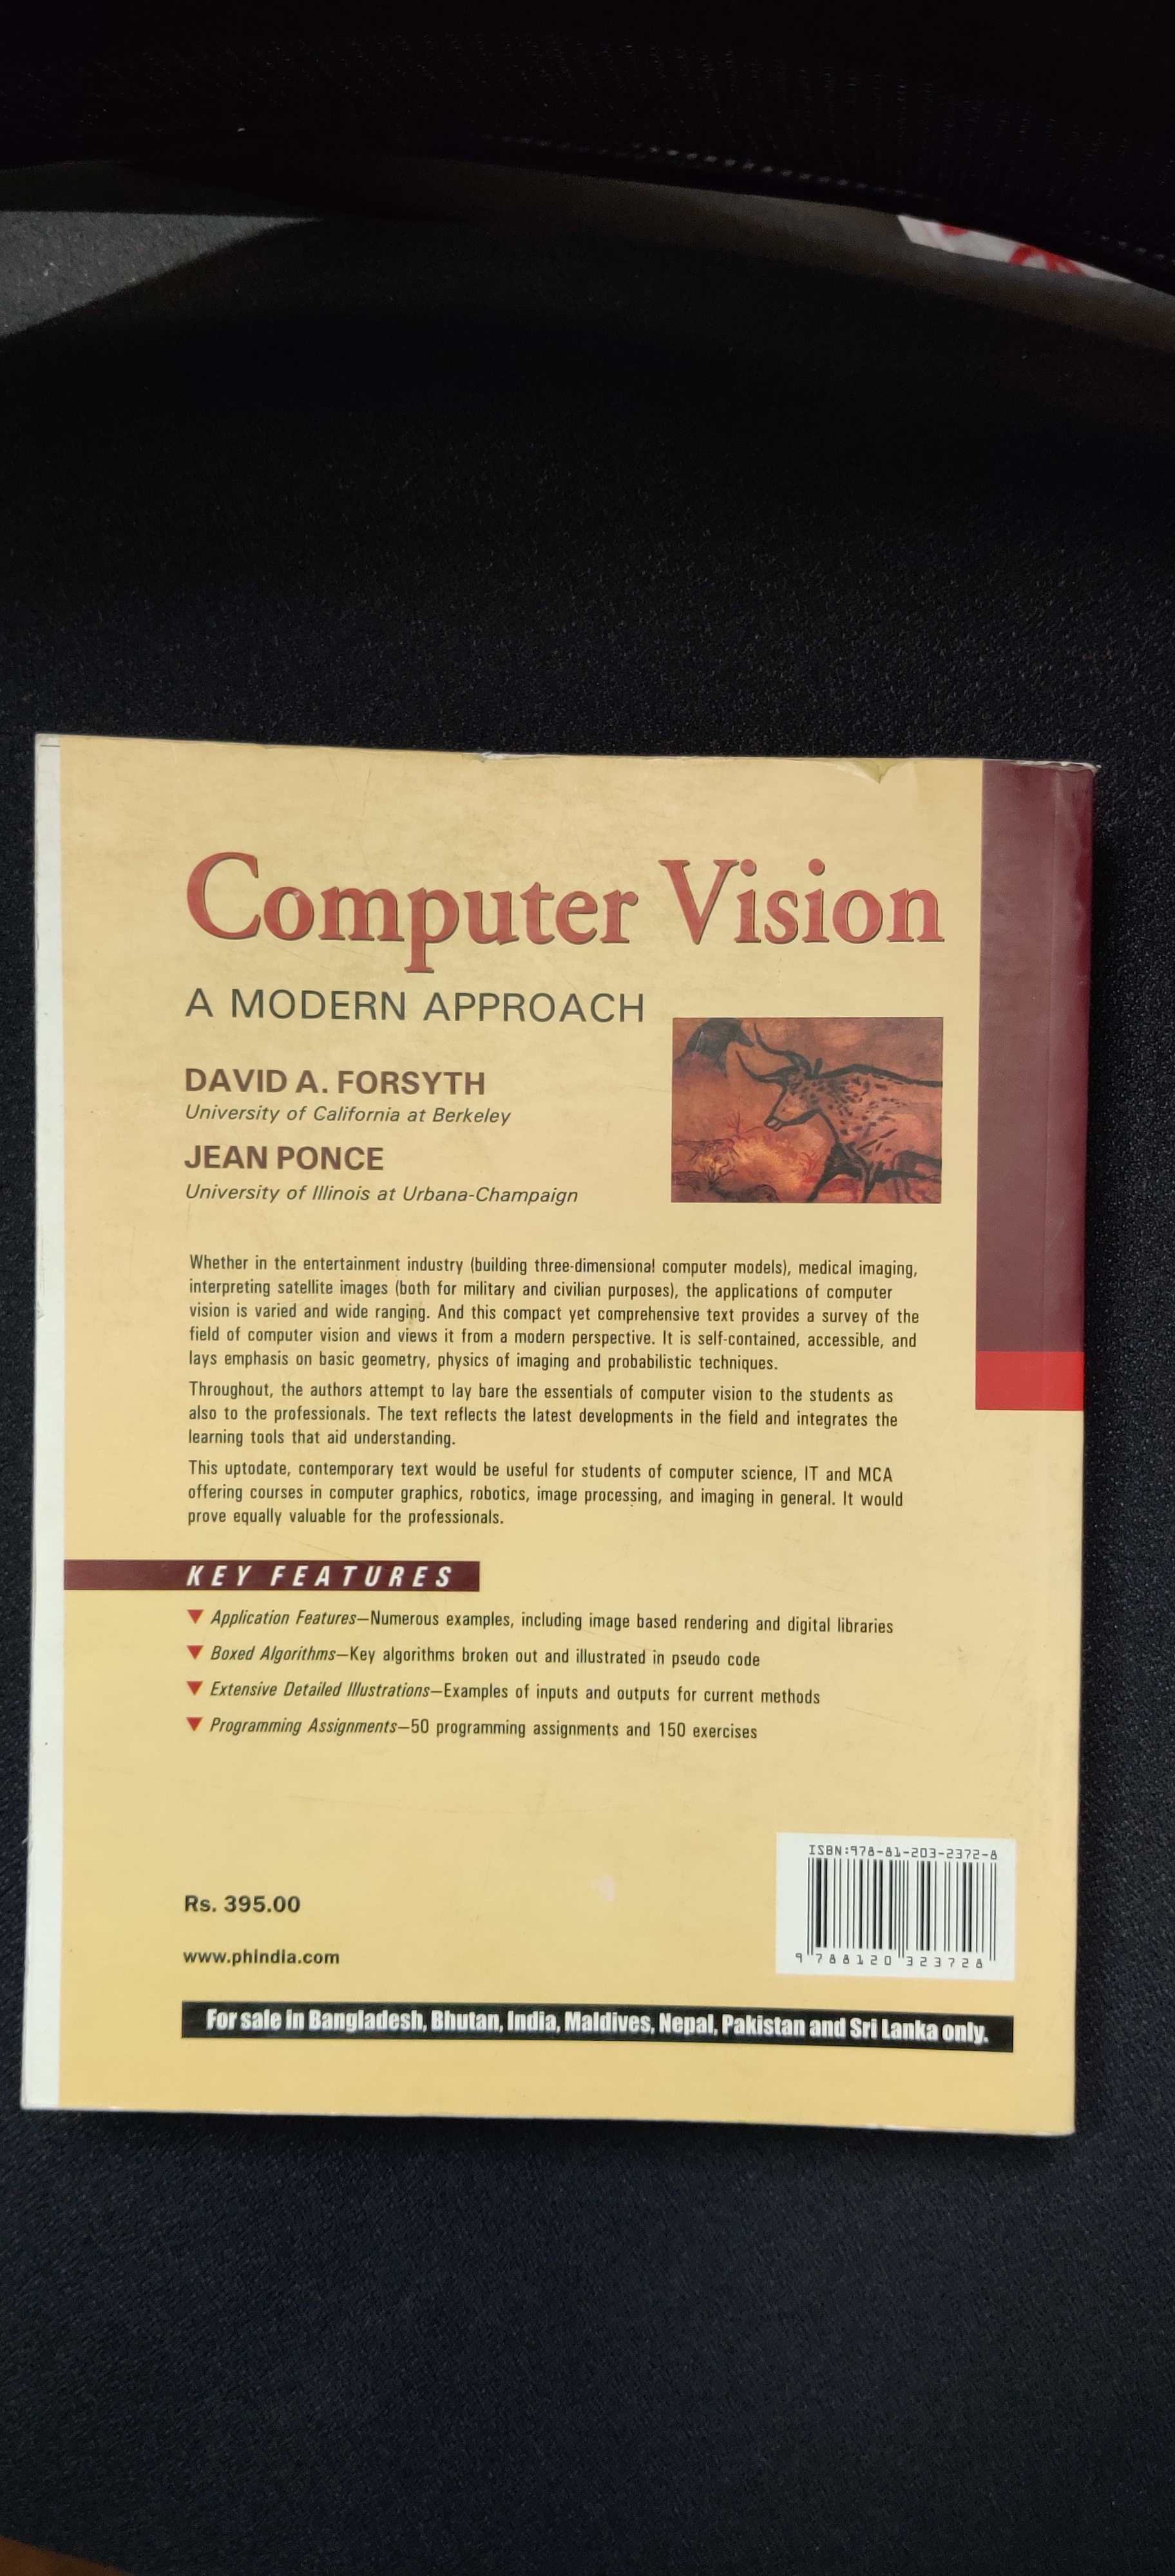 Computer Vision
A MODERN APPROACH
DAVID A. FORSYTH
University of California at Berkeley
JEAN PONCE
University of Illinois at Urbana-Champaign
Whether in the entertainment industry (building three-dimensional computer models), medical imaging,
interpreting satellite images (both for military and civilian purposes), the applications of computer
vision is varied and wide ranging. And this compact yet comprehensive text provides a survey of the
field of computer vision and views it from a modern perspective. It is self-contained, accessible, and
lays emphasis on basic geometry, physics of imaging and probabilistic techniques.
Throughout, the authors attempt to lay bare the essentials of computer vision to the students as
also to the professionals. The text reflects the latest developments in the field and integrates the
learning tools that aid understanding.
This uptodate, contemporary text would be useful for students of computer science, IT and MCA
offering courses in computer graphics, robotics, image processing, and imaging in general. It would
prove equally valuable for the professionals.
KEY FEATURES
▼ Application Features—Numerous examples, including image based rendering and digital libraries
▼ Boxed Algorithms—Key algorithms broken out and illustrated in pseudo code
▼ Extensive Detailed Illustrations—Examples of inputs and outputs for current methods
▼ Programming Assignments—50 programming assignments and 150 exercises
ISBN:978-81-203-2372-8
9 788120 323728
Rs. 395.00
www.phindia.com
For sale in Bangladesh, Bhutan, India, Maldives, Nepal, Pakistan and Sri Lanka only.